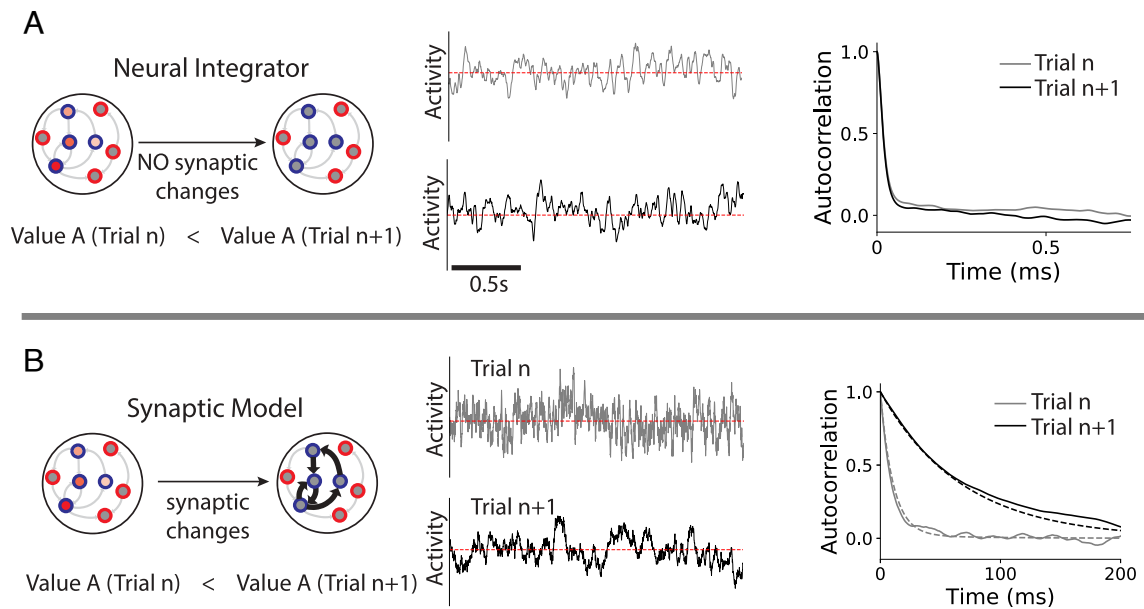 A
Neural Integrator
NO synaptic
changes
Value A (Trial n) < Value A (Trial n+1)
Activity
Activity
0.5s
Autocorrelation
1.0
0.5
0.0
0
0.5
Time (ms)
Trial n
Trial n+1
B
Synaptic Model
synaptic
changes
Value A (Trial n) < Value A (Trial n+1)
Activity
Trial n
Activity
Trial n+1
Autocorrelation
1.0
0.5
0.0
0
100
200
Time (ms)
Trial n
Trial n+1